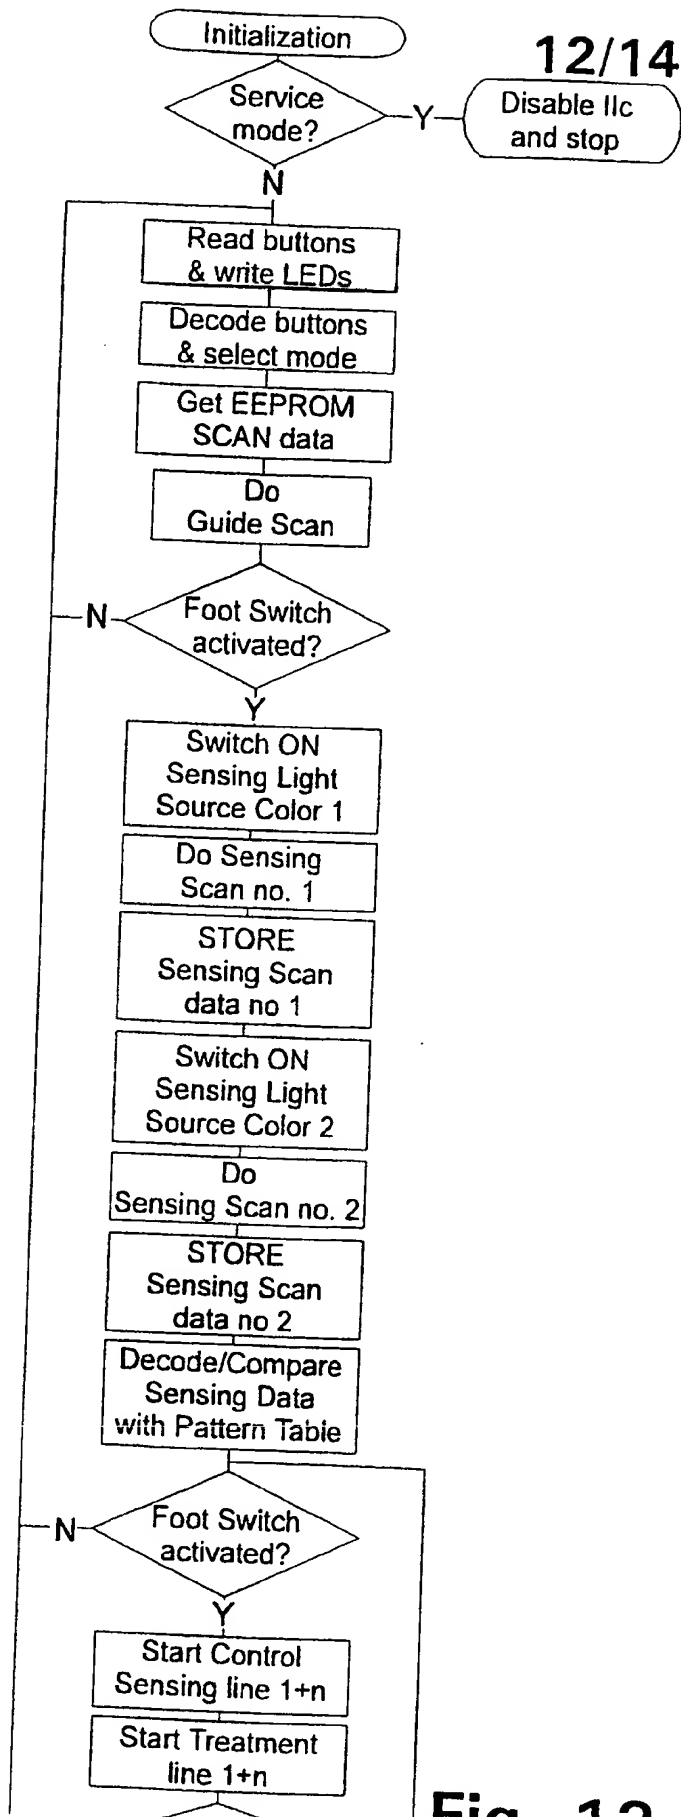 Initialization
12/14
Service
mode?
Y
Disable IIc
and stop
N
Read buttons
& write LEDs
Decode buttons
& select mode
Get EEPROM
SCAN data
Do
Guide Scan
N
Foot Switch
activated?
Y
Switch ON
Sensing Light
Source Color 1
Do Sensing
Scan no. 1
STORE
Sensing Scan
data no 1
Switch ON
Sensing Light
Source Color 2
Do
Sensing Scan no. 2
STORE
Sensing Scan
data no 2
Decode/Compare
Sensing Data
with Pattern Table
N
Foot Switch
activated?
Y
Start Control
Sensing line 1+n
Start Treatment
line 1+n
Fig. 12